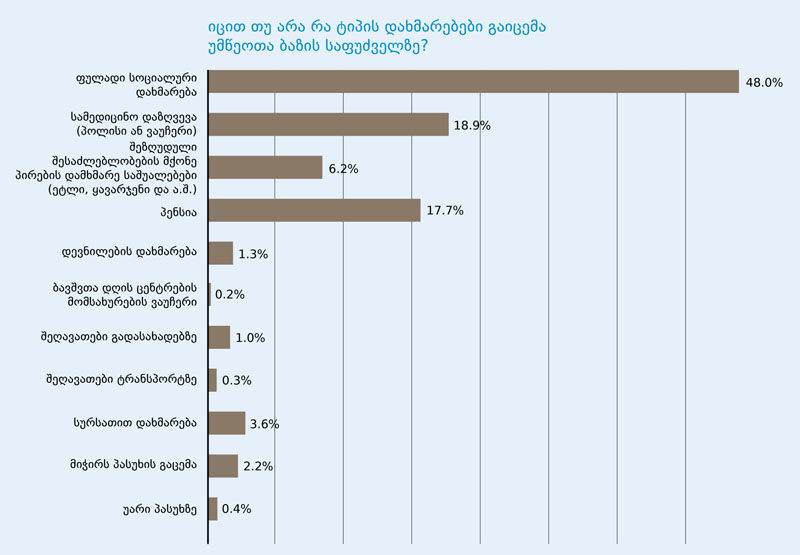 იცით თუ არა რა ტიპის დახმარებები გაიცემა
უმწეოთა ბაზის საფუძველზე?
ფულადი სოციალური
დახმარება
48.0%
სამედიცინო დაზღვევა
(პოლისი ან ვაუჩერი)
18.9%
შეზღუდული
შესაძლებლობების მქონე
პირების დამხმარე საშუალებები
(ეტლი, ყავარჯენი და ა.შ.)
6.2%
პენსია
17.7%
დევნილების დახმარება
1.3%
ბავშვთა დღის ცენტრების
მომსახურების ვაუჩერი
0.2%
შეღავათები გადასახადებზე
1.0%
შეღავათები ტრანსპორტზე
0.3%
სურსათით დახმარება
3.6%
მიჭირს პასუხის გაცემა
2.2%
უარი პასუხზე
0.4%